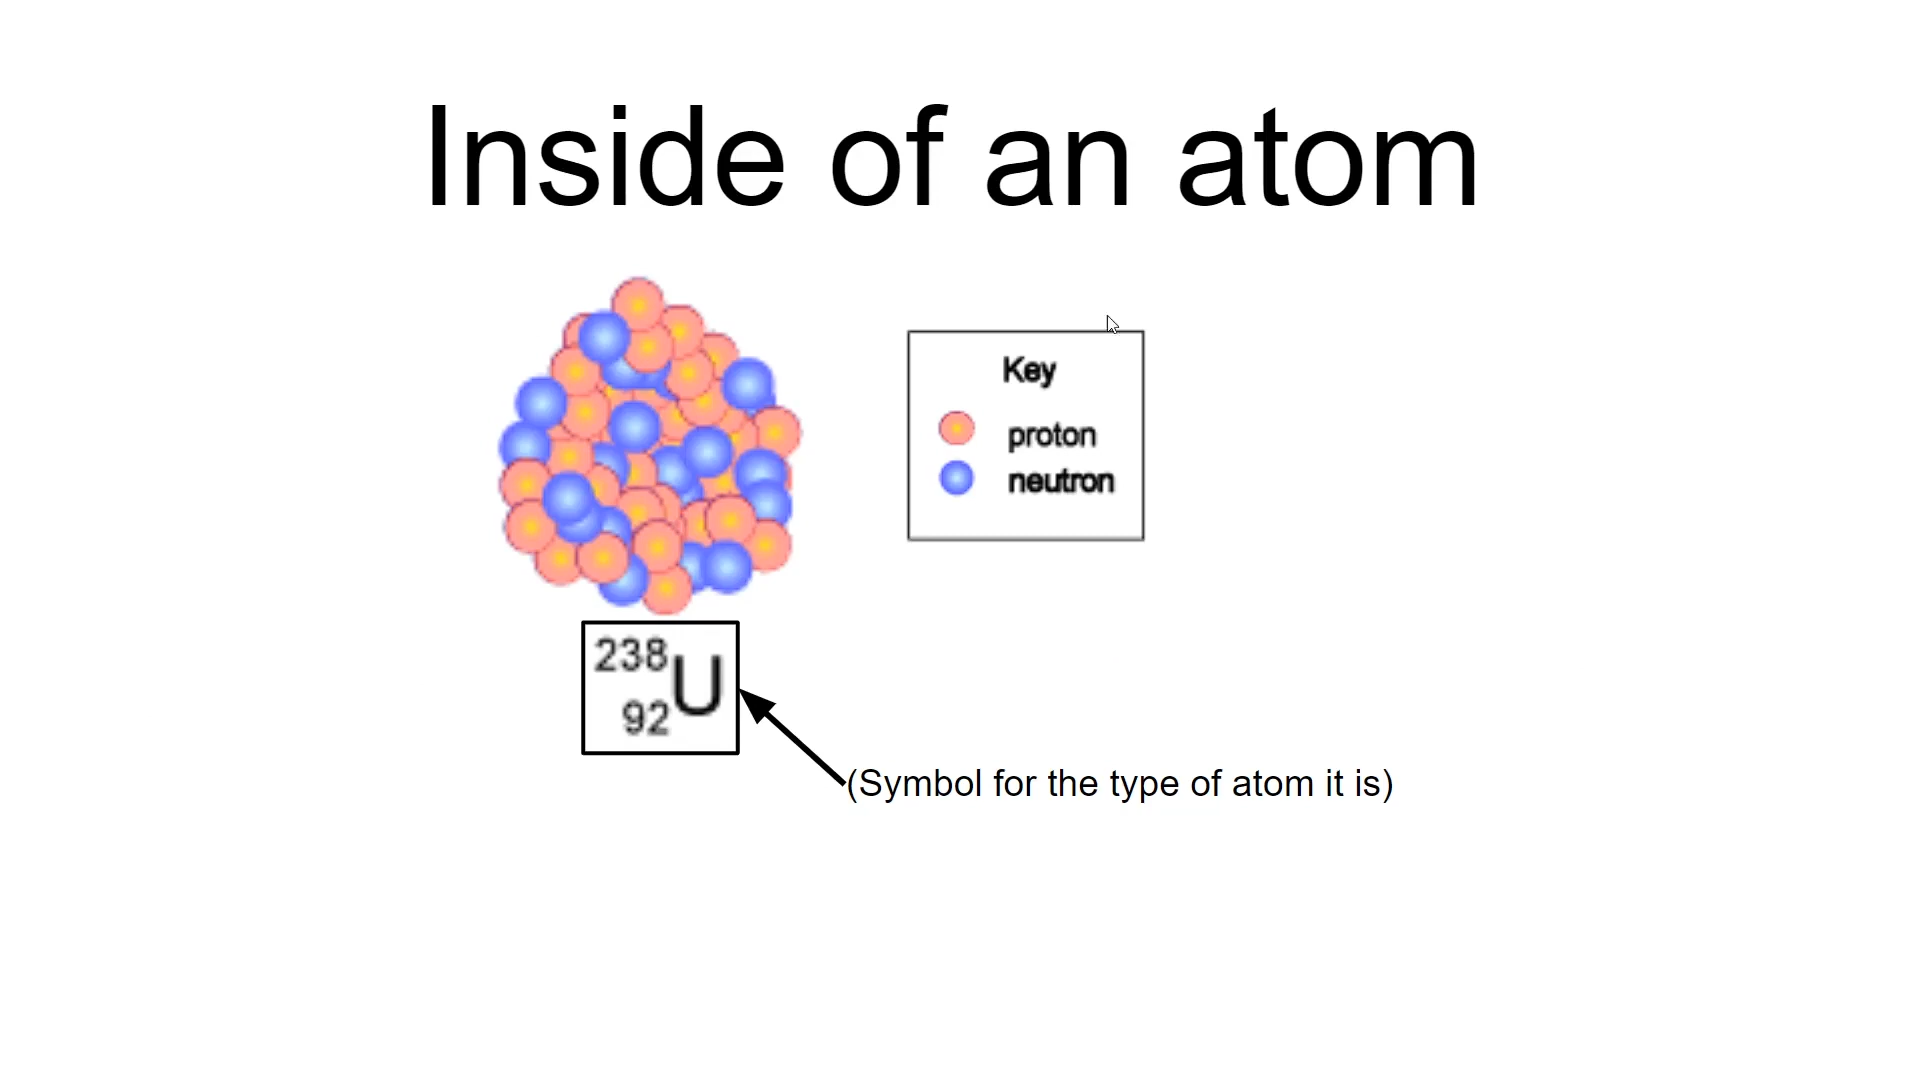 Inside of an atom
Key
proton
neutron
238
U
92
(Symbol for the type of atom it is)